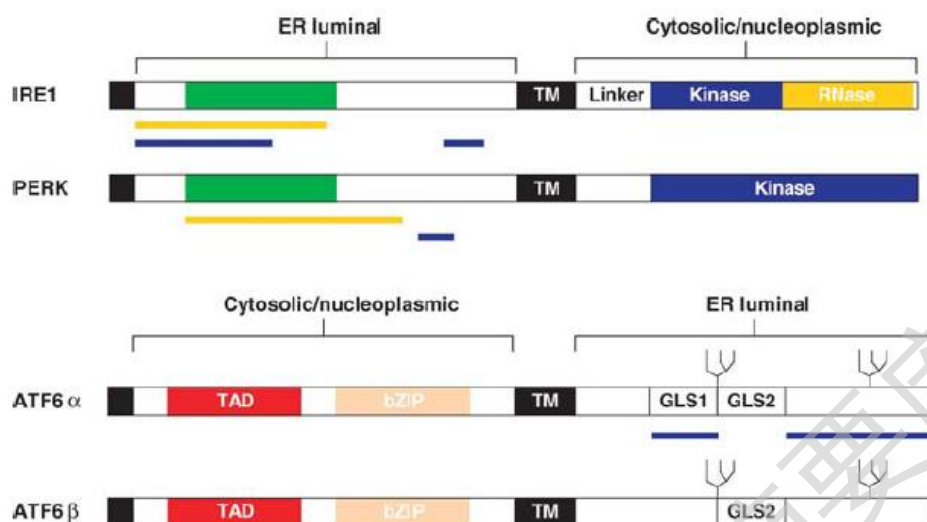 ER luminal Cytosolic/nucleoplasmic
IRE1 TM Linker Kinase RNase
PERK TM Kinase
Cytosolic/nucleoplasmic ER luminal
ATF6 α TAD bZIP TM GLS1 GLS2
ATF6 β TAD bZIP TM GLS2
要